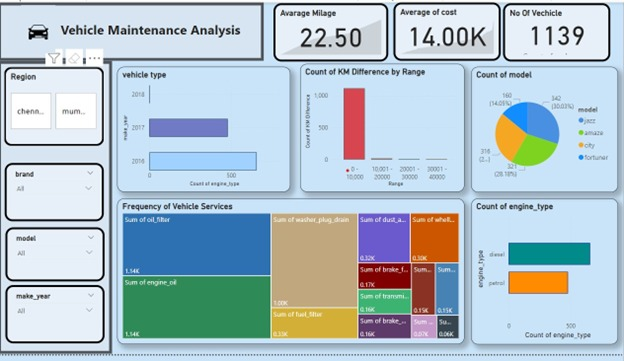 Vehicle Maintenance Analysis
Avarage Milage
22.50
Average of cost
14.00K
No Of Vechicle
1139
Region
chenn...
mum...
brand
All
model
All
make_year
All
vehicle type
make_year
2018
2017
2016
0
500
Count of engine_type
Count of KM Difference by Range
Count of KM Difference
1,000
500
0
0 -
10,000
10,001
- 20000
20001 -
30000
30001 -
40000
Range
Count of model
160
(14.05%)
342
(30.03%)
316
(2...)
321
(28.18%)
model
jazz
amaze
city
fortuner
Frequency of Vehicle Services
Sum of oil_filter
1.14K
Sum of engine_oil
1.14K
Sum of washer_plug_drain
1.00K
Sum of fuel_filter
0.33K
Sum of dust_a...
0.32K
Sum of whell...
0.30K
Sum of brake_f...
0.17K
Sum of transmi...
0.16K
Sum of brake_...
0.16K
Sum...
0.15K
Sum...
0.15K
Sum ...
0.07K
Su...
0.06K
Count of engine_type
engine_type
diesel
petrol
0
500
Count of engine_type